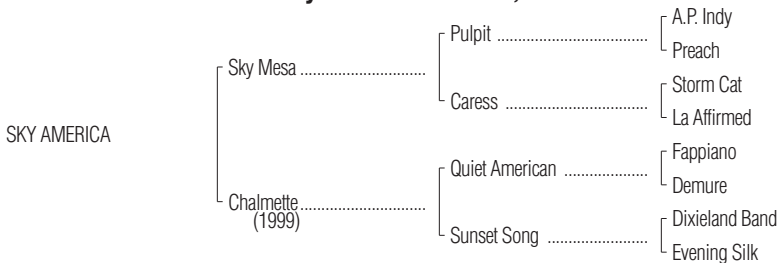 A.P. Indy
Pulpit ..........................................
Preach
Sky Mesa ...................................
Storm Cat
Caress ........................................
La Affirmed
SKY AMERICA
Fappiano
Quiet American .......................
Demure
Chalmette...................................
(1999)
Dixieland Band
Sunset Song ............................
Evening Silk